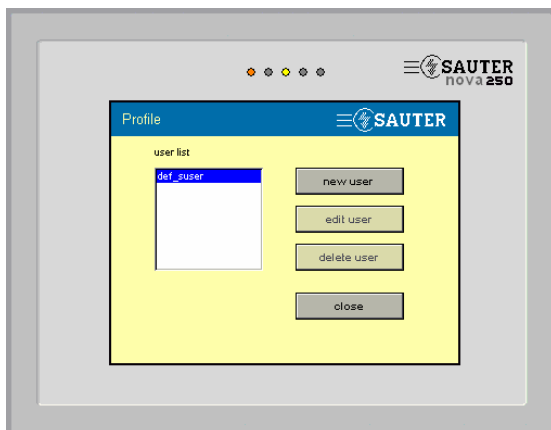 SAUTER
nova 250
Profile
SAUTER
user list
def_suser
new user
edit user
delete user
close